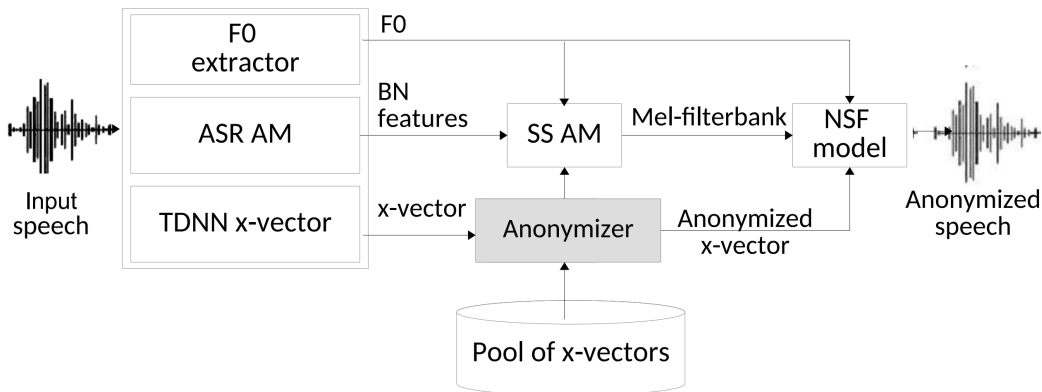 F0
extractor
F0
ASR AM
BN
features
SS AM
Mel-filterbank
NSF
model
Input
speech
TDNN x-vector
x-vector
Anonymizer
Anonymized
x-vector
Anonymized
speech
Pool of x-vectors